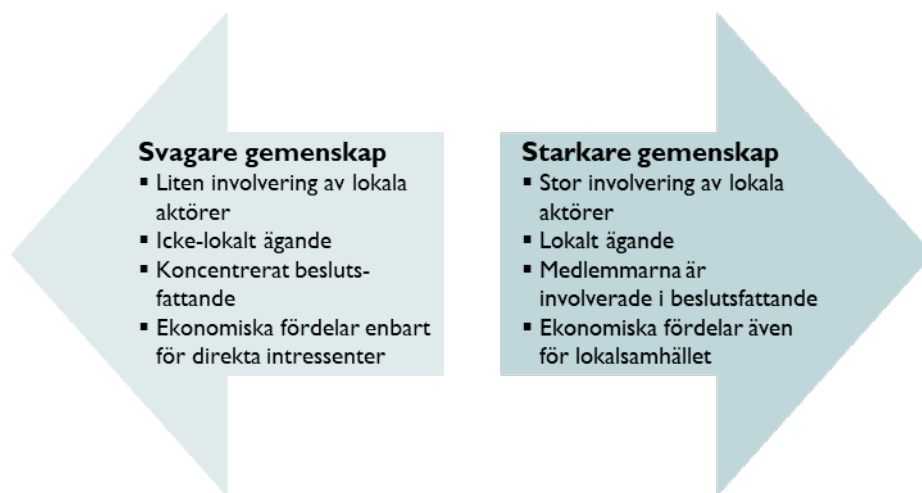 Svagare gemenskap
▪ Liten involvering av lokala
aktörer
▪ Icke-lokalt ägande
▪ Koncentrerat besluts-
fattande
▪ Ekonomiska fördelar enbart
för direkta intressenter
Starkare gemenskap
▪ Stor involvering av lokala
aktörer
▪ Lokalt ägande
▪ Medlemmarna är
involverade i beslutsfattande
▪ Ekonomiska fördelar även
för lokalsamhället